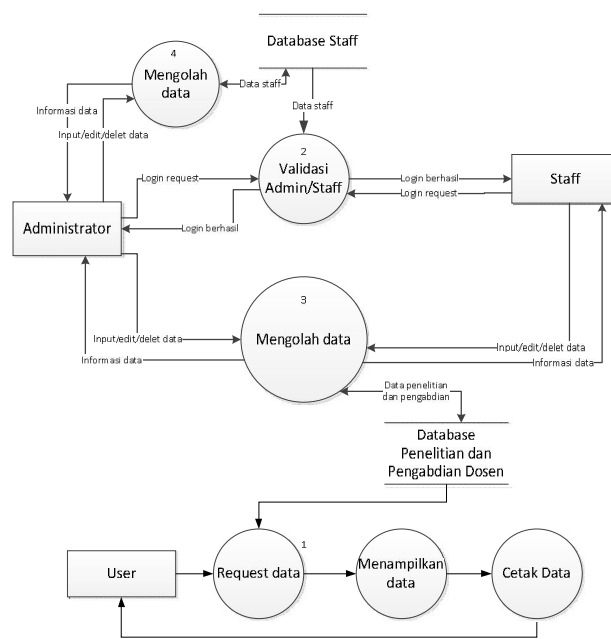 Database Staff
4
Mengolah
data
Data staff
Informasi data
Input/edit/delet data
Data staff
2
Validasi
Admin/Staff
Login request
Login berhasil
Login berhasil
Login request
Staff
Administrator
3
Mengolah data
Input/edit/delet data
Informasi data
Input/edit/delet data
Informasi data
Data penelitian
dan pengabdian
Database
Penelitian dan
Pengabdian Dosen
User
1
Request data
Menampilkan
data
Cetak Data